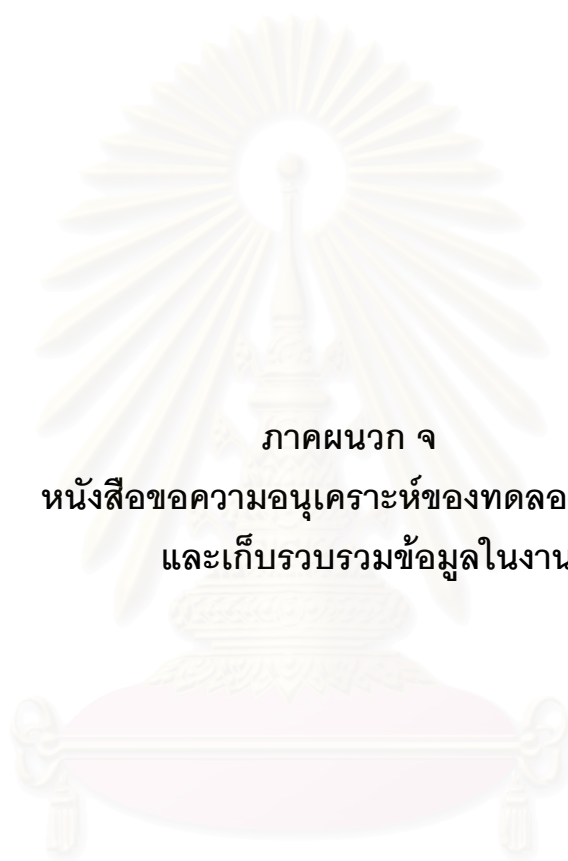 ภาคผนวก จ
หนังสือขอความอนุเคราะห์ของทดลอ
และเก็บรวบรวมข้อมูลในงาน